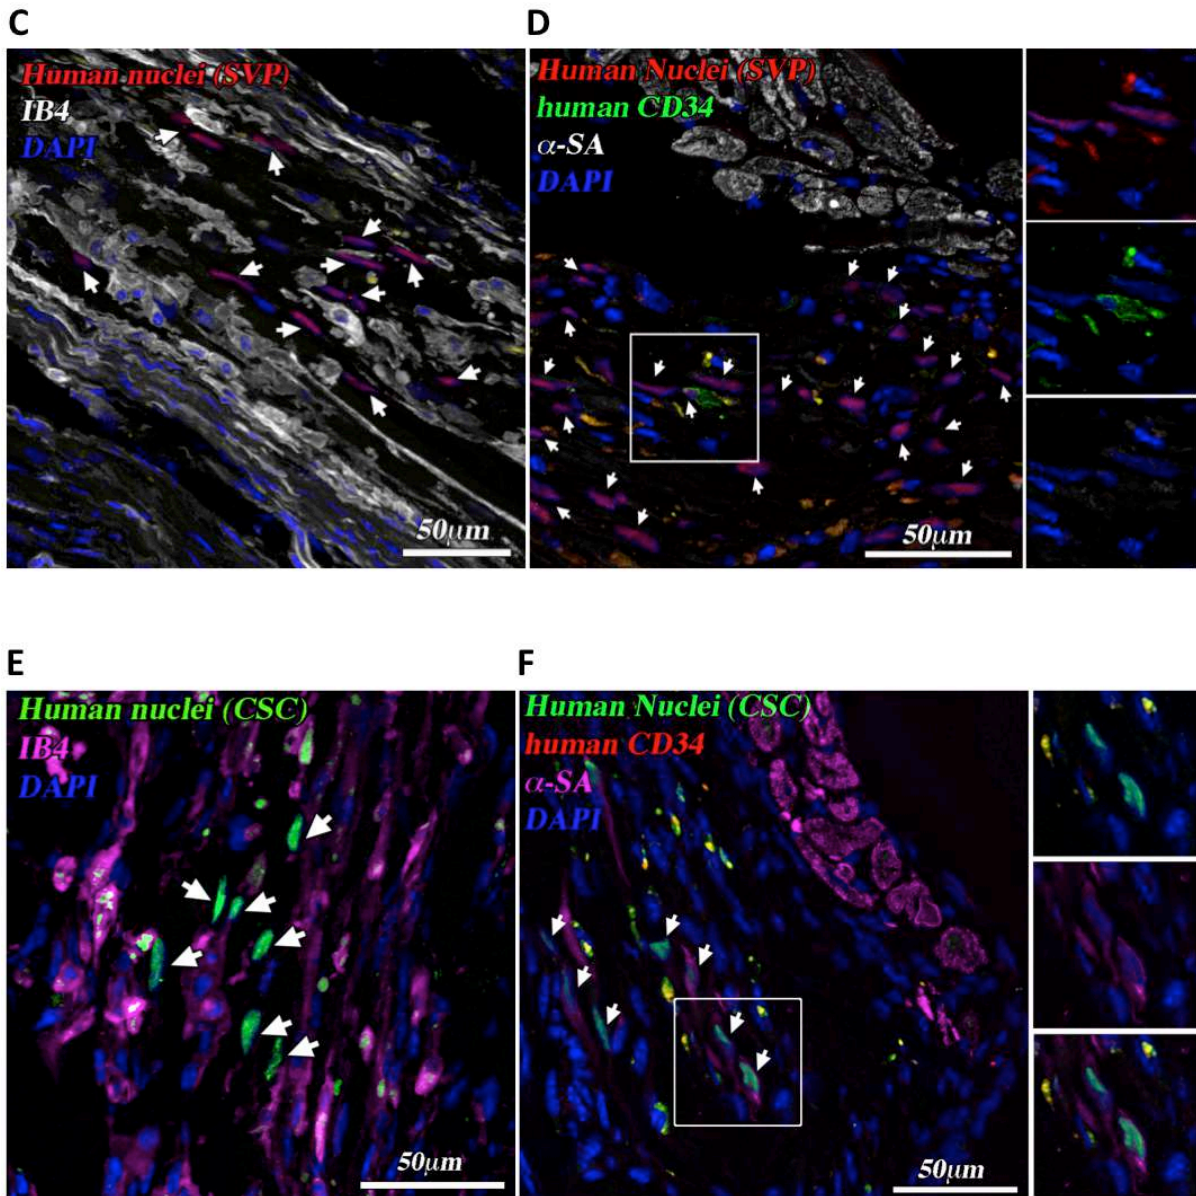 C
Human nuclei (SVP)
IB4
DAPI
50µm
D
Human Nuclei (SVP)
human CD34
α-SA
DAPI
50µm
E
Human nuclei (CSC)
IB4
DAPI
50µm
F
Human Nuclei (CSC)
human CD34
α-SA
DAPI
50µm